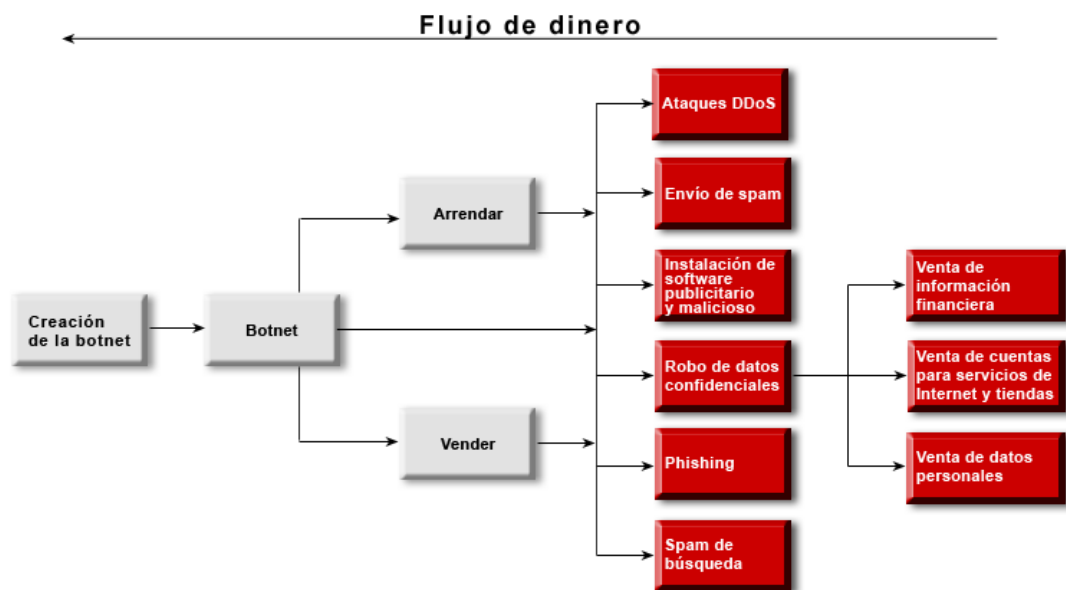 Flujo de dinero
Ataques DDoS
Envío de spam
Arrendar
Instalación de
software
publicitario
y malicioso
Venta de
información
financiera
Creación
de la botnet
Botnet
Robo de datos
confidenciales
Venta de cuentas
para servicios de
Internet y tiendas
Vender
Phishing
Venta de datos
personales
Spam de
búsqueda